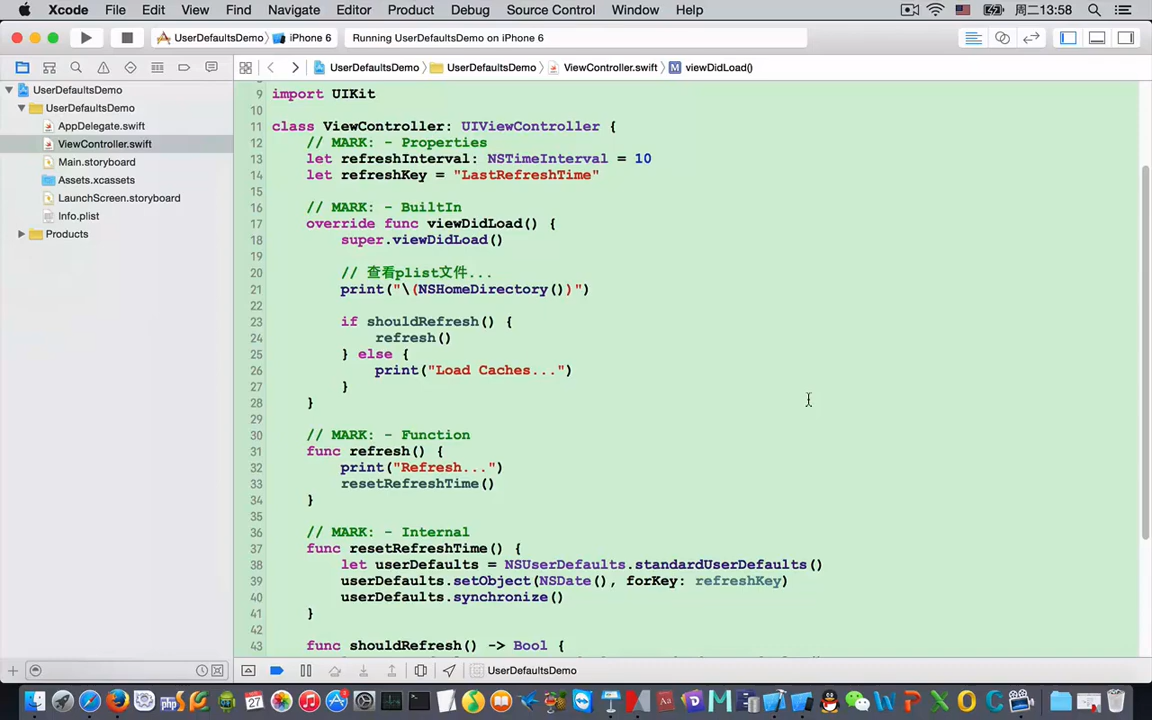 Xcode File Edit View Find Navigate Editor Product Debug Source Control Window Help 周二13:58
UserDefaultsDemo iPhone 6 Running UserDefaultsDemo on iPhone 6
UserDefaultsDemo UserDefaultsDemo ViewController.swift M viewDidLoad()
UserDefaultsDemo
UserDefaultsDemo
AppDelegate.swift
ViewController.swift
Main.storyboard
Assets.xcassets
LaunchScreen.storyboard
Info.plist
Products
9 import UIKit
10
11 class ViewController: UIViewController {
12 // MARK: - Properties
13 let refreshInterval: NSTimeInterval = 10
14 let refreshKey = "LastRefreshTime"
15
16 // MARK: - BuiltIn
17 override func viewDidLoad() {
18 super.viewDidLoad()
19
20 // 查看plist文件...
21 print("\(NSHomeDirectory())")
22
23 if shouldRefresh() {
24 refresh()
25 } else {
26 print("Load Caches...")
27 }
28 }
29
30 // MARK: - Function
31 func refresh() {
32 print("Refresh...")
33 resetRefreshTime()
34 }
35
36 // MARK: - Internal
37 func resetRefreshTime() {
38 let userDefaults = NSUserDefaults.standardUserDefaults()
39 userDefaults.setObject(NSDate(), forKey: refreshKey)
40 userDefaults.synchronize()
41 }
42
43 func shouldRefresh() -> Bool {
UserDefaultsDemo